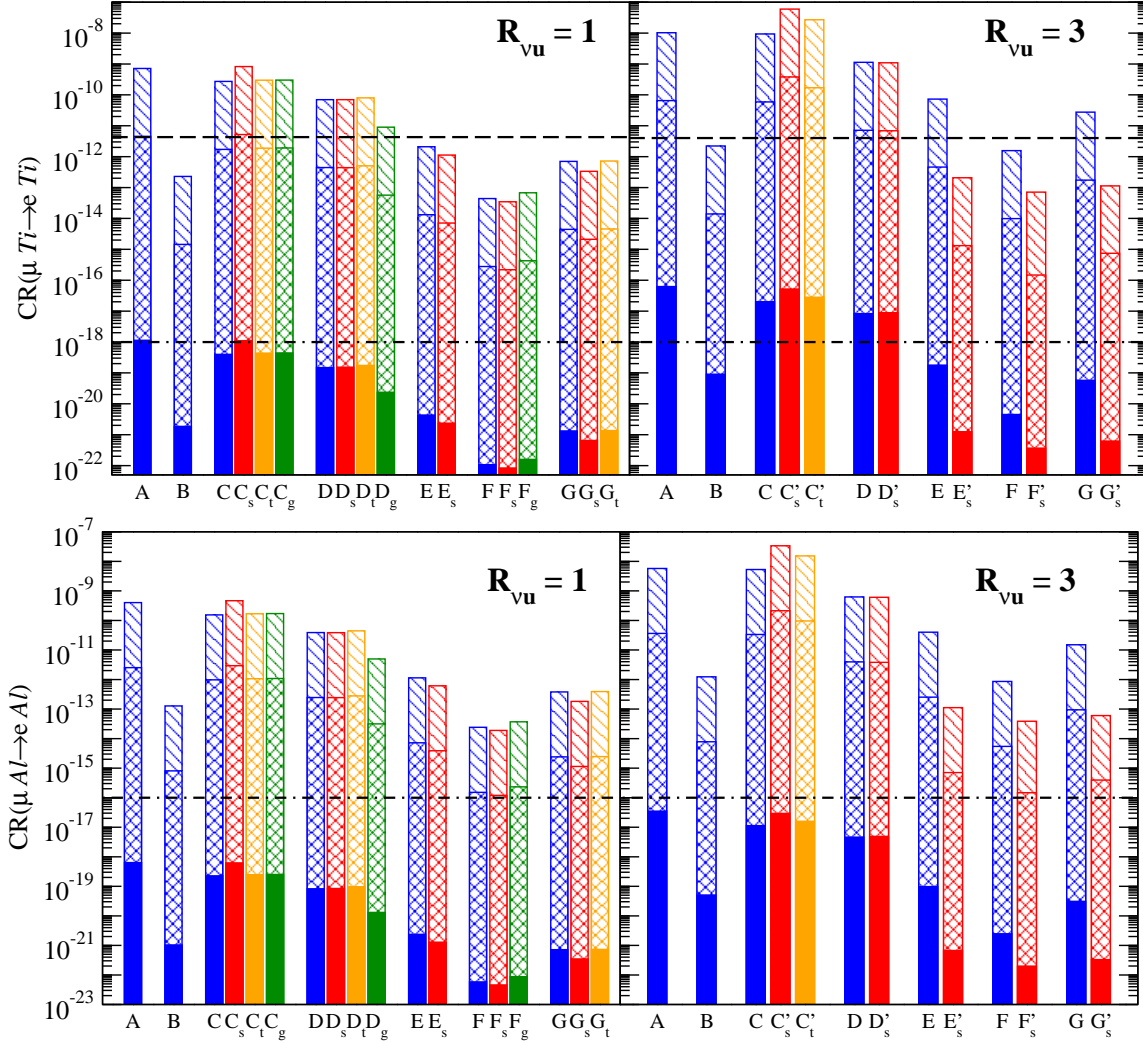 R_νu = 1
R_νu = 3
CR(μ Ti→e Ti)
10^-8
10^-10
10^-12
10^-14
10^-16
10^-18
10^-20
10^-22
A B C C_s C_t C_g D D_s D_t D_g E E_s F F_s F_g G G_s G_t
A B C C'_s C'_t D D'_s E E'_s F F'_s G G'_s
R_νu = 1
R_νu = 3
CR(μ Al→e Al)
10^-7
10^-9
10^-11
10^-13
10^-15
10^-17
10^-19
10^-21
10^-23
A B C C_s C_t C_g D D_s D_t D_g E E_s F F_s F_g G G_s G_t
A B C C'_s C'_t D D'_s E E'_s F F'_s G G'_s